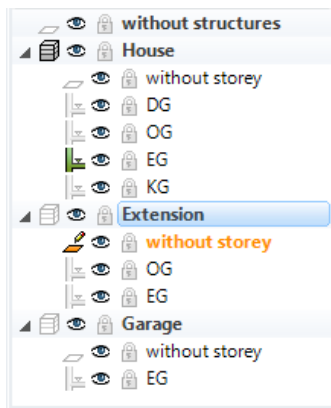 without structures
House
without storey
DG
OG
EG
KG
Extension
without storey
OG
EG
Garage
without storey
EG